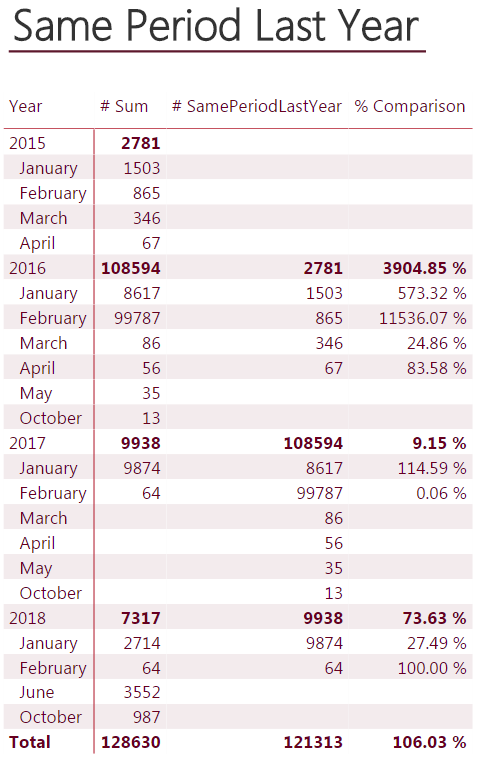 Same Period Last Year
Year # Sum # SamePeriodLastYear % Comparison
2015 2781
January 1503
February 865
March 346
April 67
2016 108594 2781 3904.85 %
January 8617 1503 573.32 %
February 99787 865 11536.07 %
March 86 346 24.86 %
April 56 67 83.58 %
May 35
October 13
2017 9938 108594 9.15 %
January 9874 8617 114.59 %
February 64 99787 0.06 %
March 86
April 56
May 35
October 13
2018 7317 9938 73.63 %
January 2714 9874 27.49 %
February 64 64 100.00 %
June 3552
October 987
Total 128630 121313 106.03 %